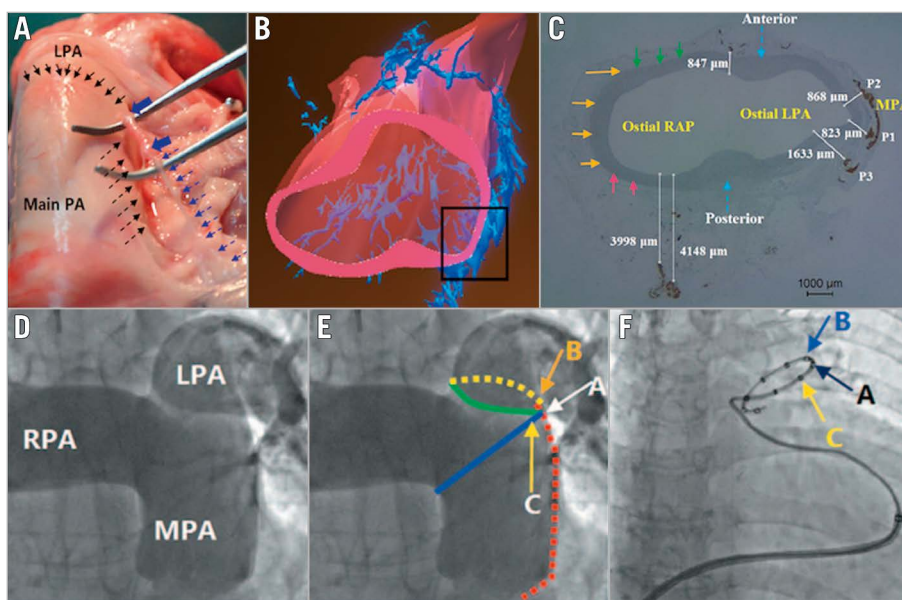 A
LPA
Main PA
B
C
Anterior
847 μm
P2
868 μm
MPA
Ostial RAP
Ostial LPA
823 μm
P1
1633 μm
P3
Posterior
3998 μm
4148 μm
1000 μm
D
LPA
RPA
MPA
E
B
A
C
F
B
A
C